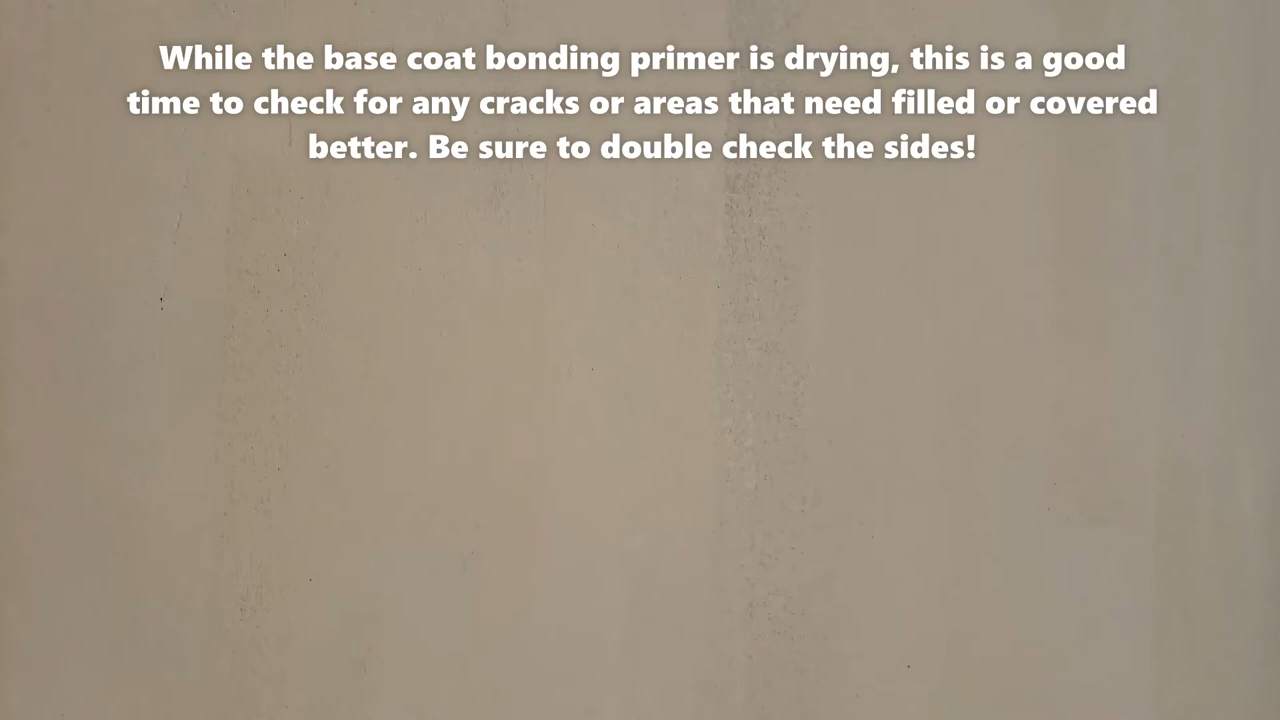 While the base coat bonding primer is drying, this is a good
time to check for any cracks or areas that need filled or covered
better. Be sure to double check the sides!